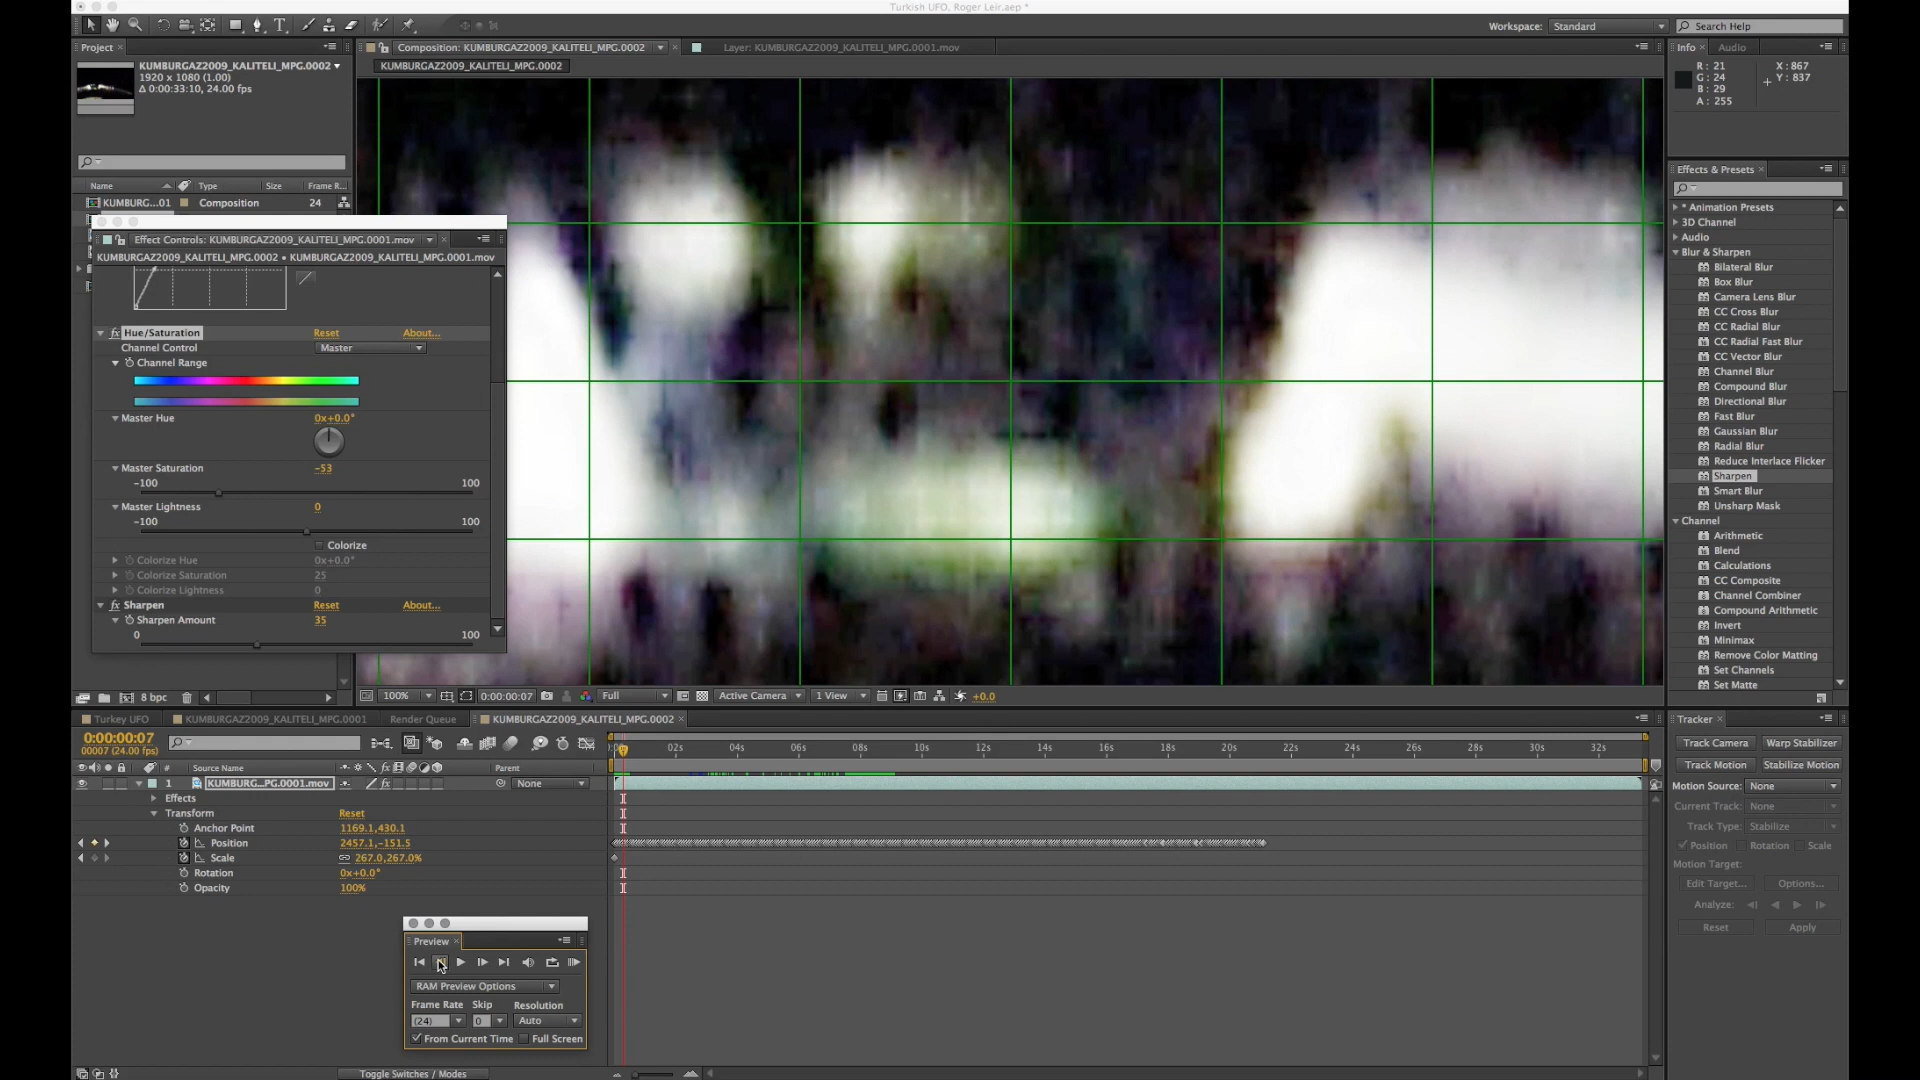 Turkish UFO, Roger Leir.aep *
Workspace: Standard
Search Help
Project
KUMBURGAZ2009_KALITELI_MPG.0002
1920 x 1080 (1.00)
Δ 0:00:33:10, 24.00 fps
Name Type Size Frame R...
KUMBURG...01 Composition 24
Composition: KUMBURGAZ2009_KALITELI_MPG.0002
Layer: KUMBURGAZ2009_KALITELI_MPG.0001.mov
KUMBURGAZ2009_KALITELI_MPG.0002
Effect Controls: KUMBURGAZ2009_KALITELI_MPG.0001.mov
KUMBURGAZ2009_KALITELI_MPG.0002 • KUMBURGAZ2009_KALITELI_MPG.0001.mov
fx Hue/Saturation Reset About...
Channel Control Master
Channel Range
Master Hue 0x+0.0°
Master Saturation -53
-100 100
Master Lightness 0
-100 100
Colorize
Colorize Hue 0x+0.0°
Colorize Saturation 25
Colorize Lightness 0
fx Sharpen Reset About...
Sharpen Amount 35
0 100
8 bpc
100% 0:00:00:07 Full Active Camera 1 View +0.0
Info Audio
R: 21 X: 867
G: 24 Y: 837
B: 29
A: 255
Effects & Presets
* Animation Presets
3D Channel
Audio
Blur & Sharpen
Bilateral Blur
Box Blur
Camera Lens Blur
CC Cross Blur
CC Radial Blur
CC Radial Fast Blur
CC Vector Blur
Channel Blur
Compound Blur
Directional Blur
Fast Blur
Gaussian Blur
Radial Blur
Reduce Interlace Flicker
Sharpen
Smart Blur
Unsharp Mask
Channel
Arithmetic
Blend
Calculations
CC Composite
Channel Combiner
Compound Arithmetic
Invert
Minimax
Remove Color Matting
Set Channels
Set Matte
Turkey UFO KUMBURGAZ2009_KALITELI_MPG.0001 Render Queue KUMBURGAZ2009_KALITELI_MPG.0002
0:00:00:07
00007 (24.00 fps)
02s 04s 06s 08s 10s 12s 14s 16s 18s 20s 22s 24s 26s 28s 30s 32s
# Source Name fx Parent
1 KUMBURG...PG.0001.mov fx None
Effects
Transform Reset
Anchor Point 1169.1,430.1
Position 2457.1,-151.5
Scale 267.0,267.0%
Rotation 0x+0.0°
Opacity 100%
Preview
RAM Preview Options
Frame Rate Skip Resolution
(24) 0 Auto
From Current Time Full Screen
Toggle Switches / Modes
Tracker
Track Camera Warp Stabilizer
Track Motion Stabilize Motion
Motion Source: None
Current Track: None
Track Type: Stabilize
Position Rotation Scale
Motion Target:
Edit Target... Options...
Analyze:
Reset Apply